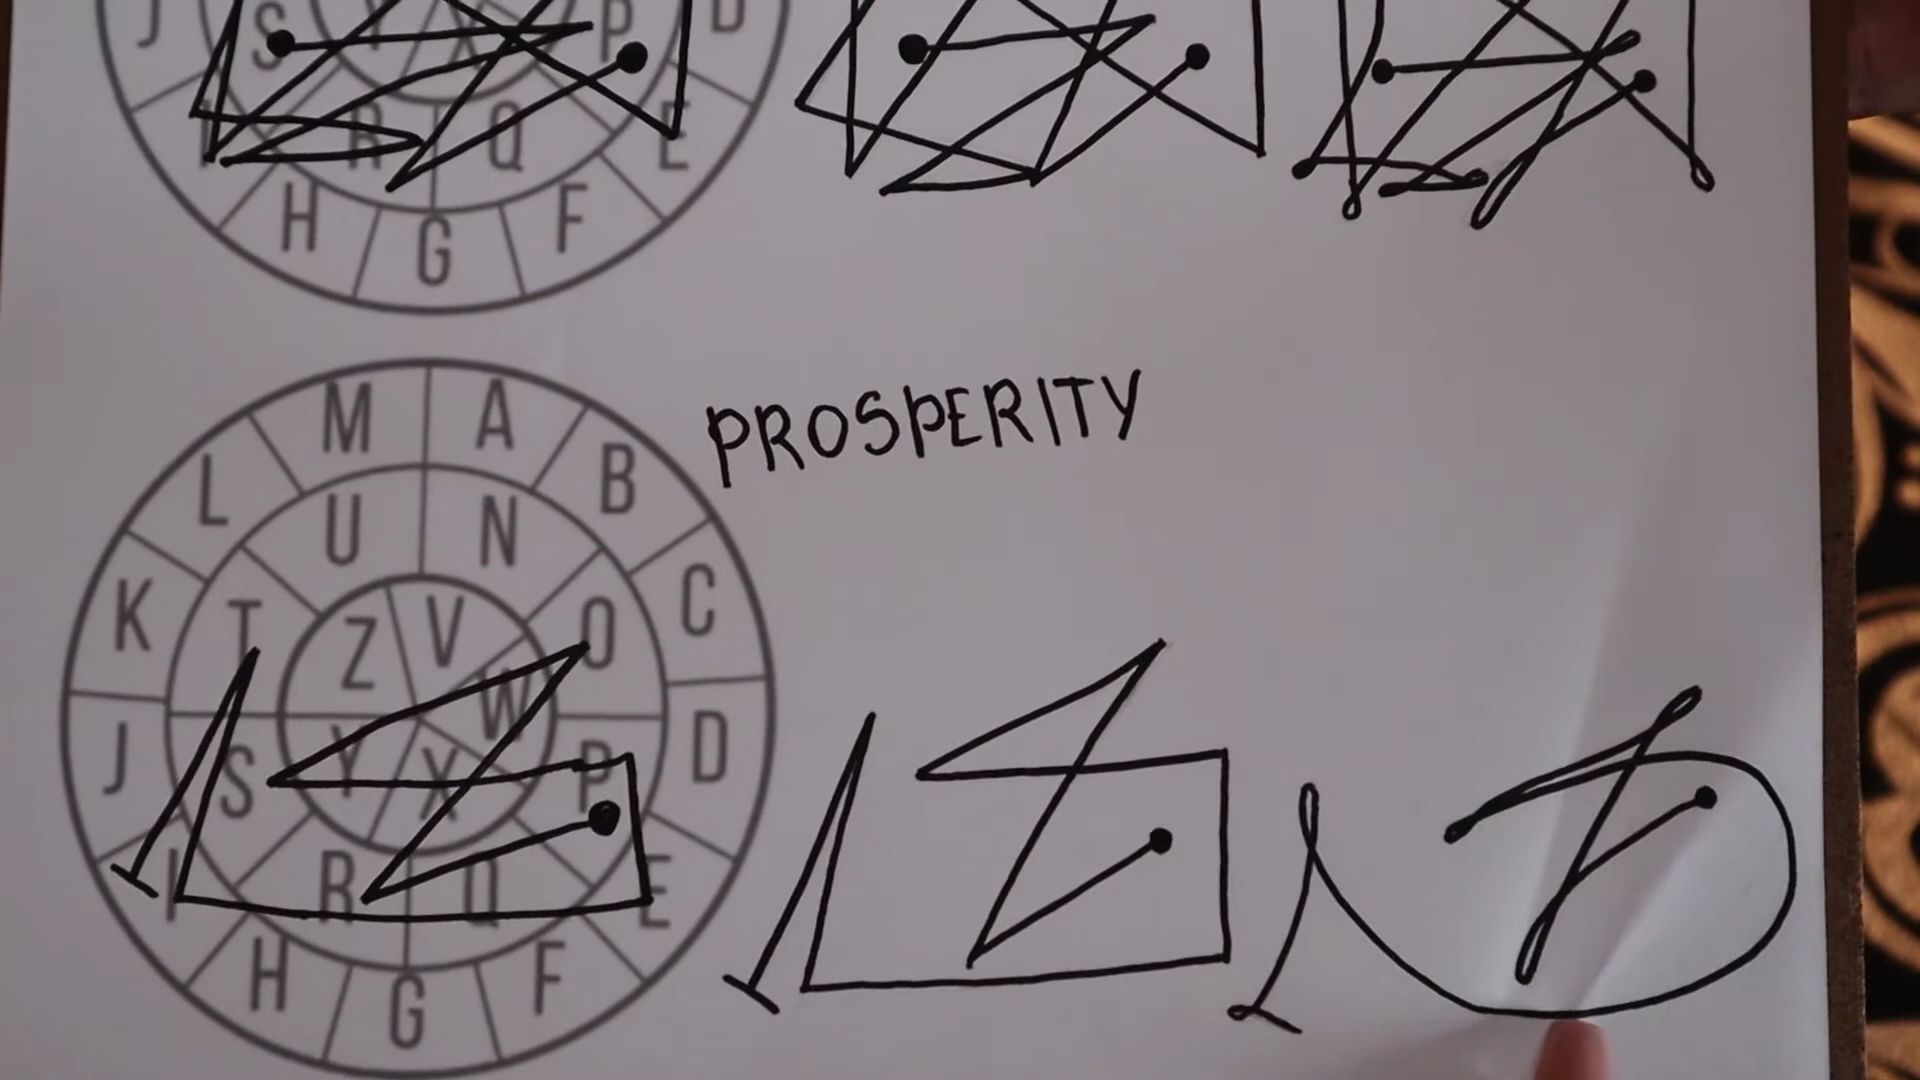 J S Y X P D
I R Q E
H G F
PROSPERITY
M A
L U N B
K T Z V O C
W
J S Y X P D
I R Q E
H G F